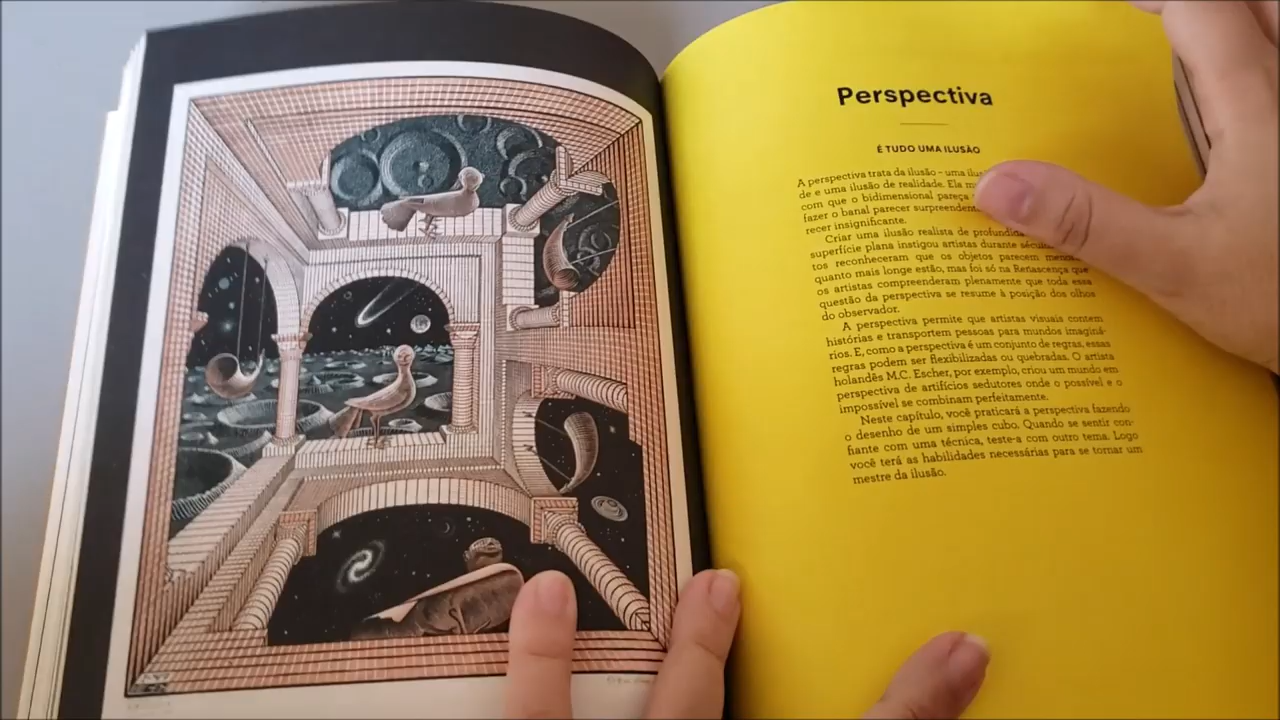 Perspectiva
É TUDO UMA ILUSÃO
A perspectiva trata da ilusão – uma
de e uma ilusão de realidade. Ela
com que o bidimensional pareça
fazer o banal parecer
recer insignificante.
Criar uma ilusão realista de
superfície plana instigou artistas durante
tos reconheceram que os objetos parecem
quanto mais longe estão, mas foi só na Renascença que
os artistas compreenderam plenamente que toda essa
questão da perspectiva se resume à posição dos olhos
do observador.
A perspectiva permite que artistas visuais contem
histórias e transportem pessoas para mundos imaginá-
rios. E, como a perspectiva é um conjunto de regras, essas
regras podem ser flexibilizadas ou quebradas. O artista
holandês M.C. Escher, por exemplo, criou um mundo em
perspectiva de artifícios sedutores onde o possível e o
impossível se combinam perfeitamente.
Neste capítulo, você praticará a perspectiva fazendo
o desenho de um simples cubo. Quando se sentir con-
fiante com uma técnica, teste-a com outro tema. Logo
você terá as habilidades necessárias para se tornar um
mestre da ilusão.